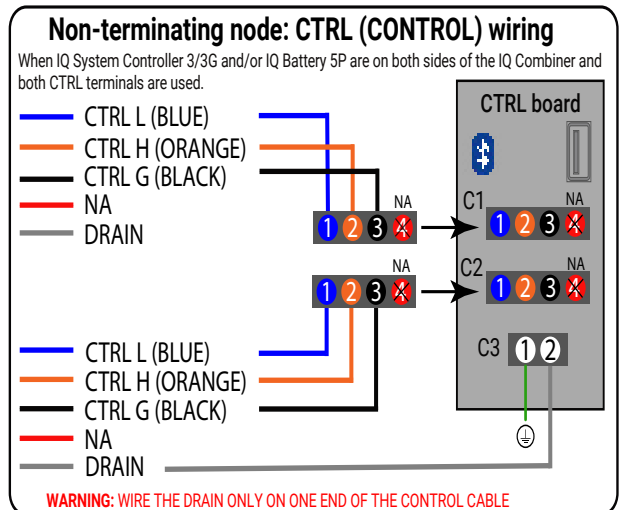 Non-terminating node: CTRL (CONTROL) wiring
When IQ System Controller 3/3G and/or IQ Battery 5P are on both sides of the IQ Combiner and
both CTRL terminals are used.
CTRL board
CTRL L (BLUE)
CTRL H (ORANGE)
CTRL G (BLACK)
NA
DRAIN
NA
1 2 3 4
C1
NA
1 2 3 4
NA
1 2 3 4
C2
NA
1 2 3 4
C3
1 2
CTRL L (BLUE)
CTRL H (ORANGE)
CTRL G (BLACK)
NA
DRAIN
WARNING: WIRE THE DRAIN ONLY ON ONE END OF THE CONTROL CABLE